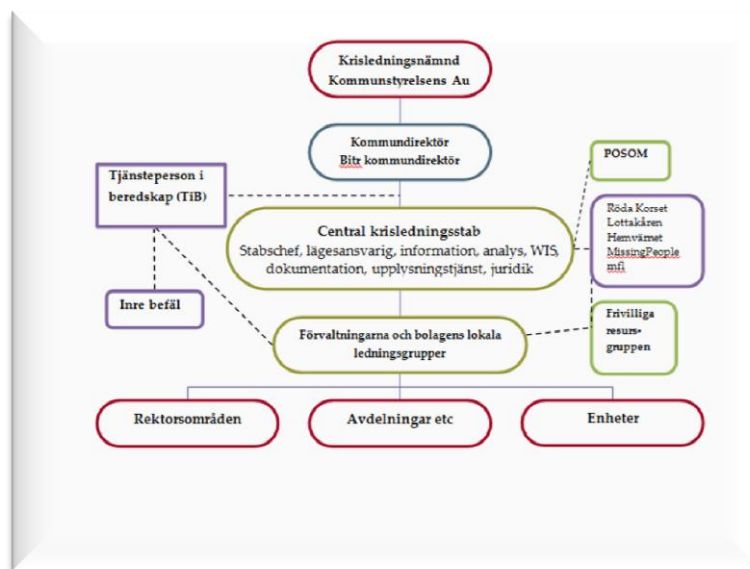 Krisledningsnämnd
Kommunstyrelsens Au
Kommundirektör
Bitr kommundirektör
POSOM
Tjänsteperson i
beredskap (TiB)
Röda Korset
Lottakåren
Hemvärnet
MissingPeople
mfl
Central krisledningsstab
Stabschef, lägesansvarig, information, analys, WIS,
dokumentation, upplysningstjänst, juridik
Inre befäl
Frivilliga
resurs-
gruppen
Förvaltningarna och bolagens lokala
ledningsgrupper
Rektorsområden
Avdelningar etc
Enheter